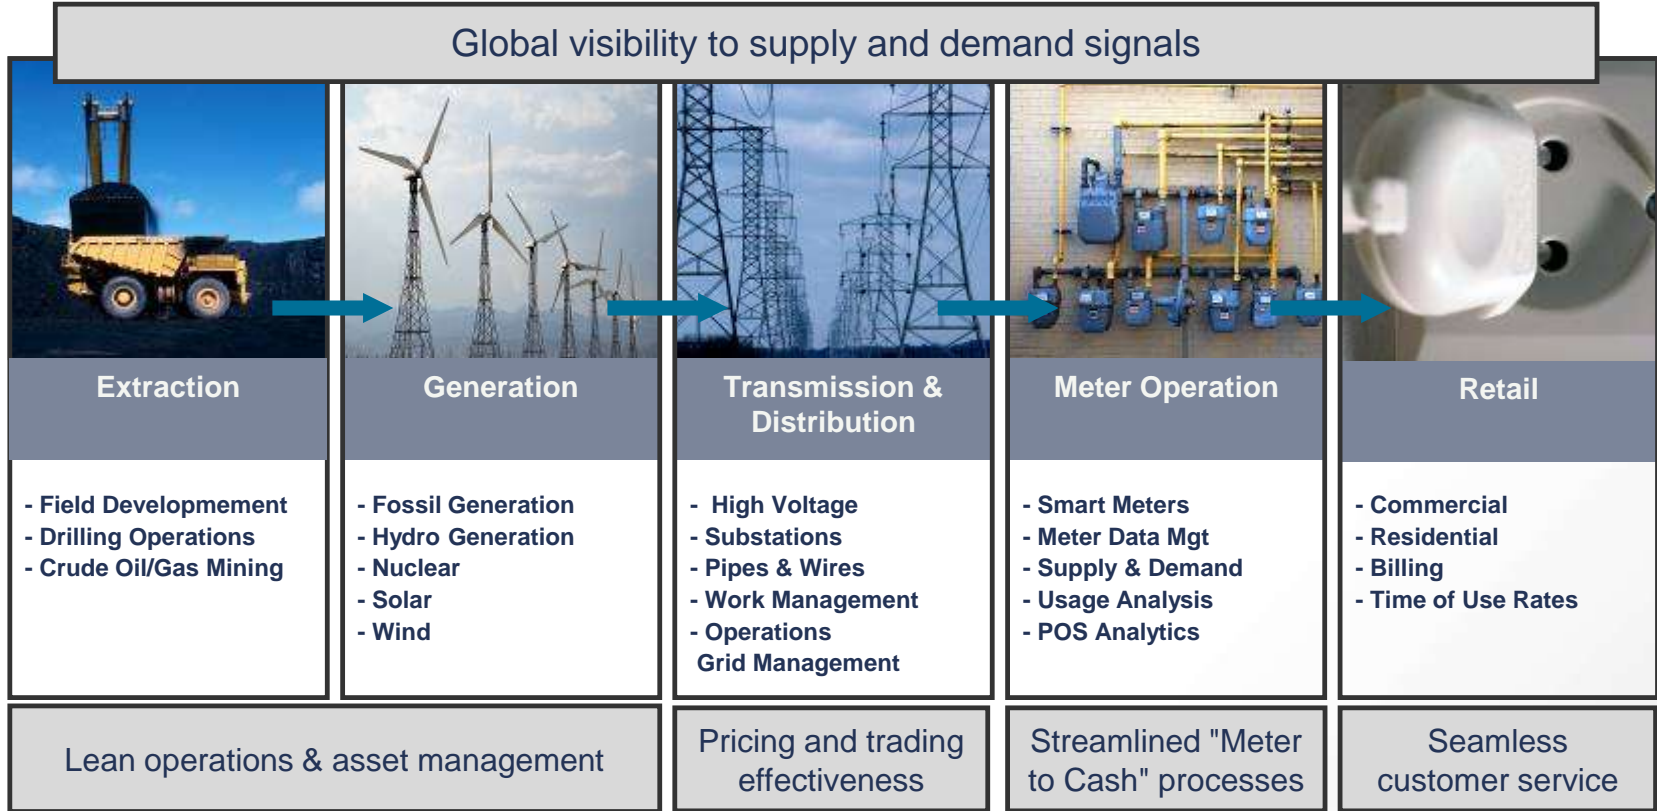 Global visibility to supply and demand signals
Extraction
- Field Developmement
- Drilling Operations
- Crude Oil/Gas Mining
Generation
- Fossil Generation
- Hydro Generation
- Nuclear
- Solar
- Wind
Transmission &
Distribution
- High Voltage
- Substations
- Pipes & Wires
- Work Management
- Operations
Grid Management
Meter Operation
- Smart Meters
- Meter Data Mgt
- Supply & Demand
- Usage Analysis
- POS Analytics
Retail
- Commercial
- Residential
- Billing
- Time of Use Rates
Lean operations & asset management
Pricing and trading
effectiveness
Streamlined "Meter
to Cash" processes
Seamless
customer service